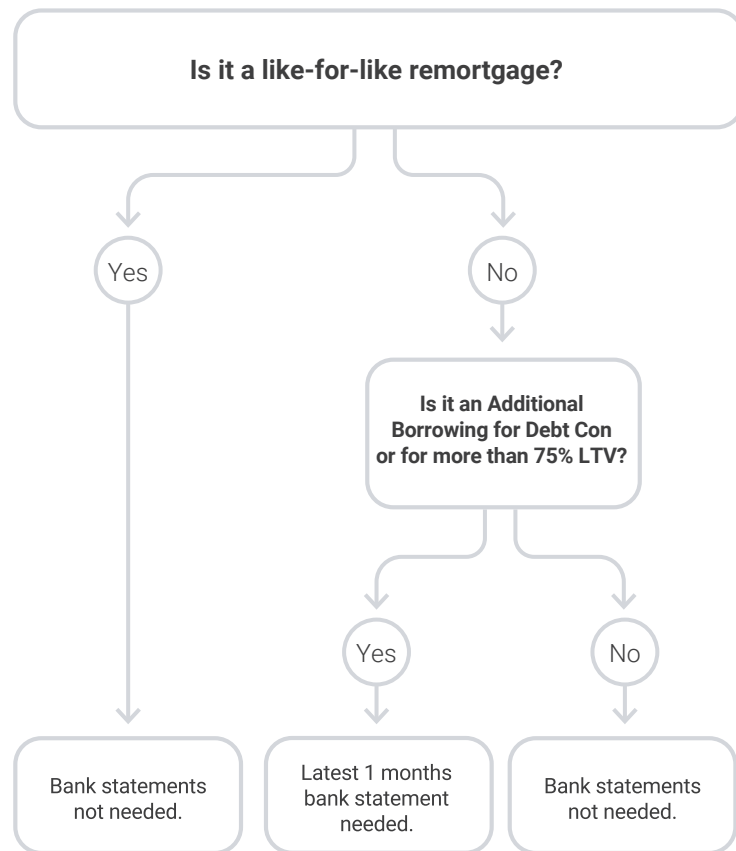 Is it a like-for-like remortgage?
Yes
No
Is it an Additional
Borrowing for Debt Con
or for more than 75% LTV?
Yes
No
Bank statements
not needed.
Latest 1 months
bank statement
needed.
Bank statements
not needed.